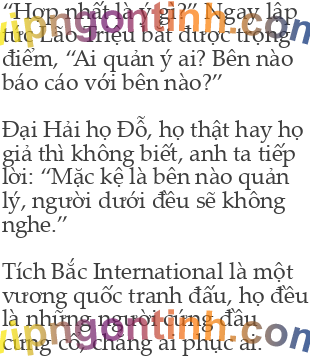 “Hợp nhất là ý gì?” Ngay lập
tức Lão Triệu bắt được trọng
điểm, “Ai quản ý ai? Bên nào
báo cáo với bên nào?”
Đại Hải họ Đỗ, họ thật hay họ
giả thì không biết, anh ta tiếp
lời: “Mặc kệ là bên nào quản
lý, người dưới đều sẽ không
nghe.”
Tích Bắc International là một
vương quốc tranh đấu, họ đều
là những người cứng đầu
cứng cổ, chẳng ai phục ai.